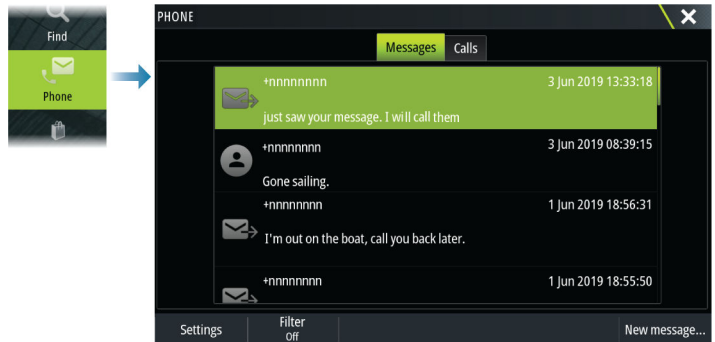 Find
Phone
PHONE
Messages Calls
+nnnnnnnnn 3 Jun 2019 13:33:18
just saw your message. I will call them
+nnnnnnnn 3 Jun 2019 08:39:15
Gone sailing.
+nnnnnnnn 1 Jun 2019 18:56:31
I'm out on the boat, call you back later.
+nnnnnnnn 1 Jun 2019 18:55:50
Settings Filter New message...
Off